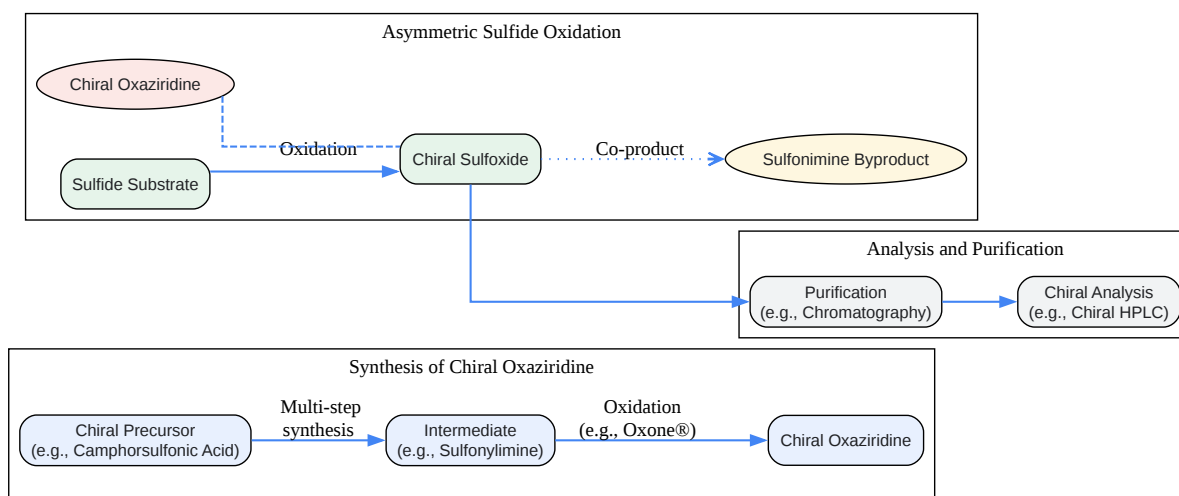 Asymmetric Sulfide Oxidation
Chiral Oxaziridine
Oxidation
Chiral Sulfoxide
Co-product
Sulfonimine Byproduct
Sulfide Substrate
Analysis and Purification
Purification
(e.g., Chromatography)
Chiral Analysis
(e.g., Chiral HPLC)
Synthesis of Chiral Oxaziridine
Chiral Precursor
(e.g., Camphorsulfonic Acid)
Multi-step
synthesis
Intermediate
(e.g., Sulfonylimine)
Oxidation
(e.g., Oxone®)
Chiral Oxaziridine